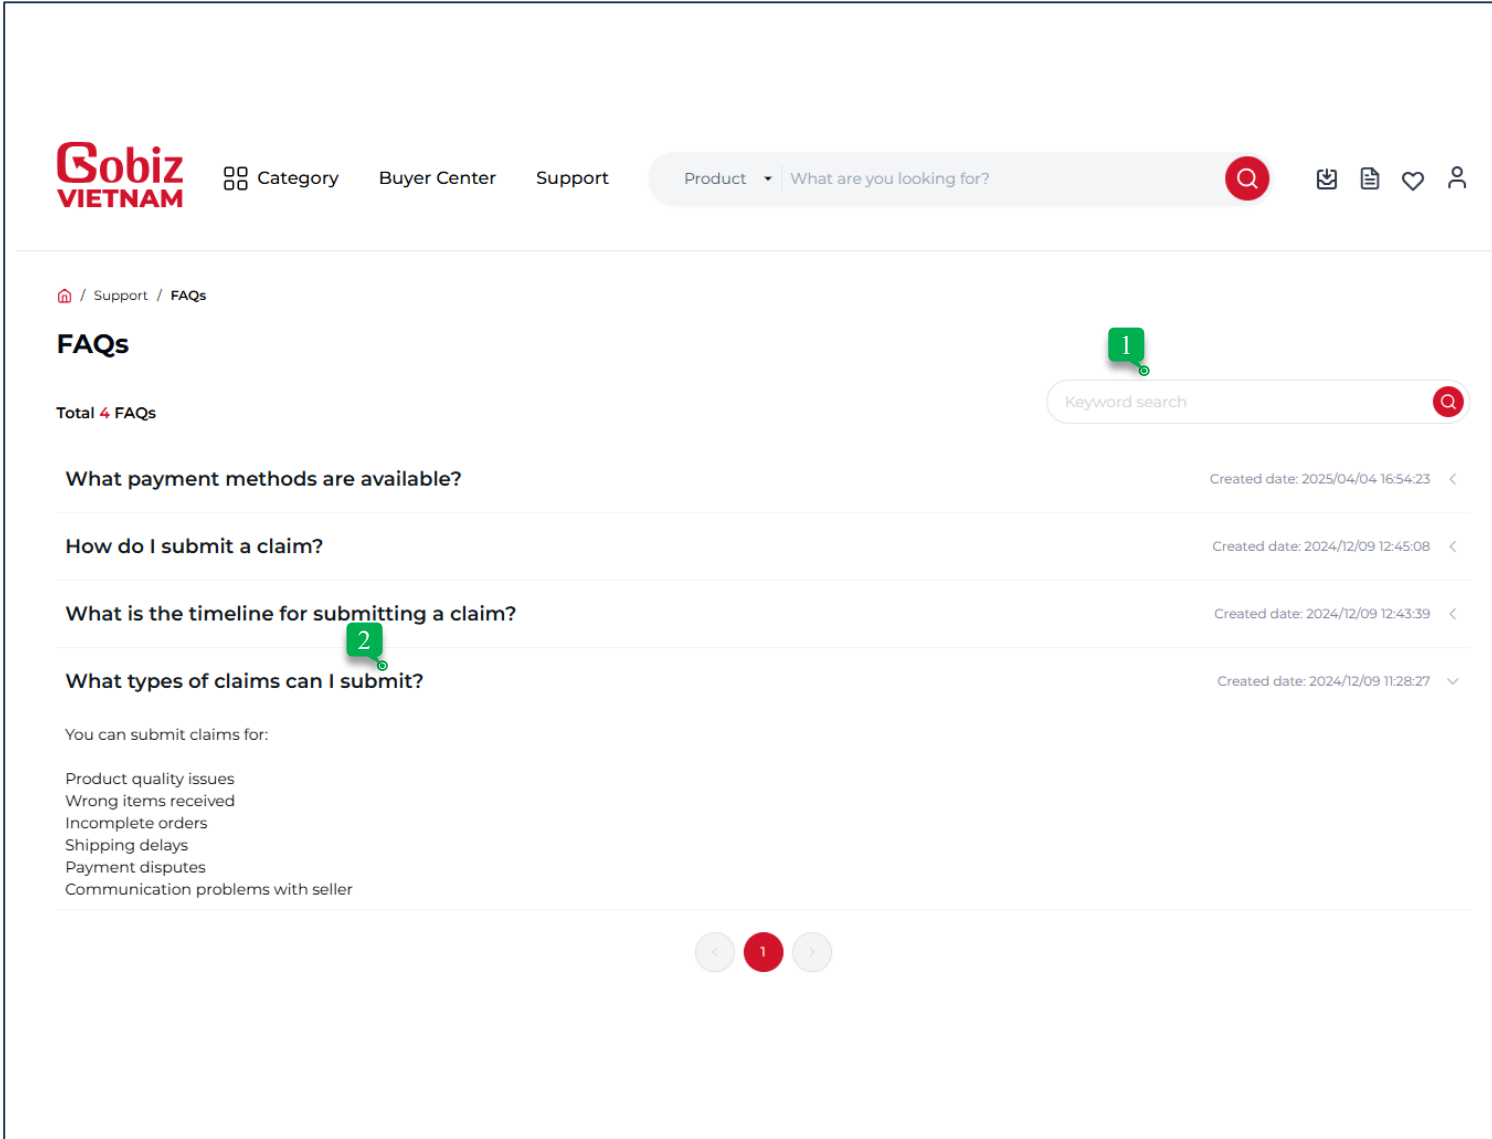 Gobiz
VIETNAM
Category
Buyer Center
Support
Product
What are you looking for?
/ Support / FAQs
FAQs
1
Total 4 FAQs
Keyword search
What payment methods are available?
Created date: 2025/04/04 16:54:23
How do I submit a claim?
Created date: 2024/12/09 12:45:08
What is the timeline for submitting a claim?
Created date: 2024/12/09 12:43:39
2
What types of claims can I submit?
Created date: 2024/12/09 11:28:27
You can submit claims for:
Product quality issues
Wrong items received
Incomplete orders
Shipping delays
Payment disputes
Communication problems with seller
1